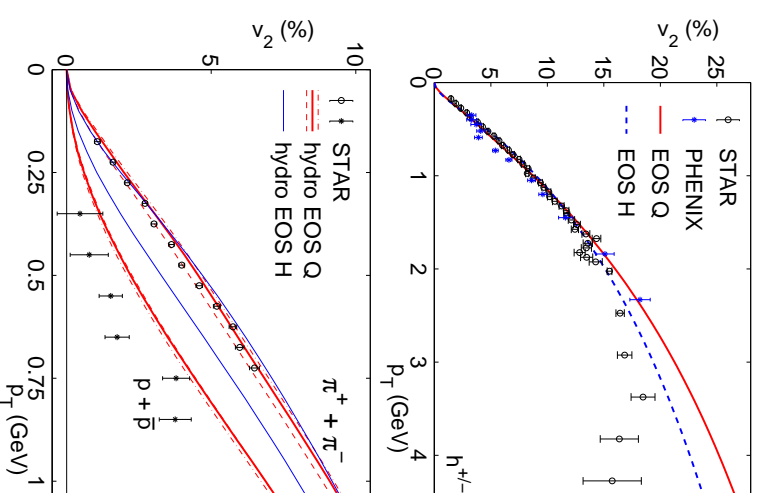 v2 (%)
10
5
0
0
0.25
0.5
0.75
1
pT (GeV)
STAR
hydro EOS Q
hydro EOS H
π+ + π−
p + p̅
v2 (%)
25
20
15
10
5
0
0
1
2
3
4
pT (GeV)
STAR
PHENIX
EOS Q
EOS H
h+/−